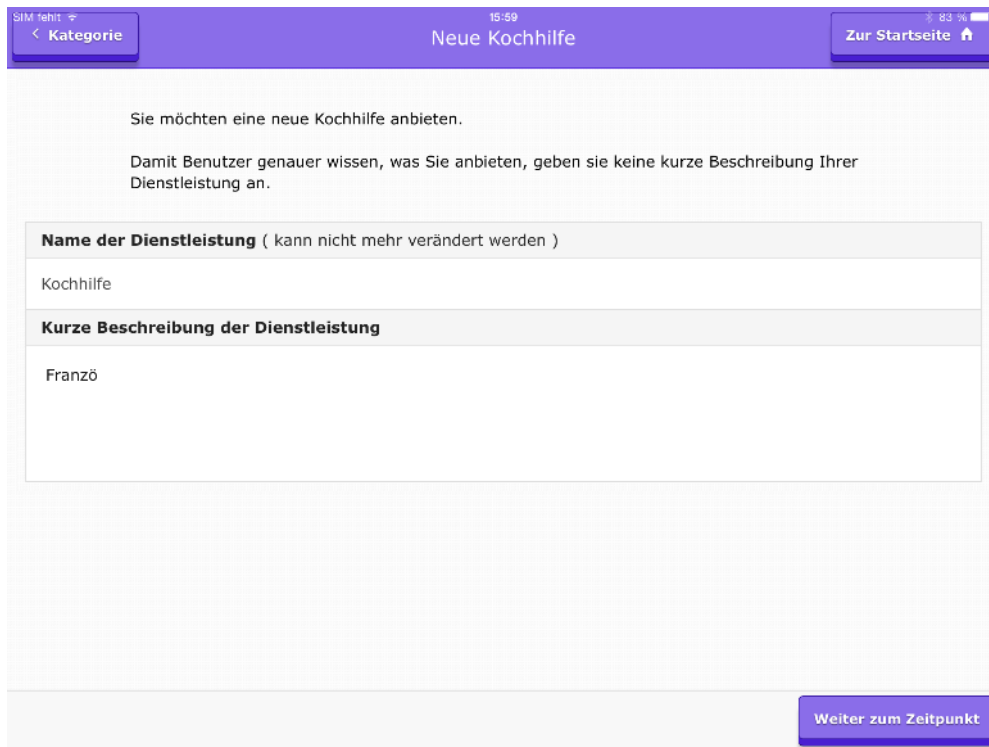 SIM fehlt 15:59 83 %
Kategorie Neue Kochhilfe Zur Startseite
Sie möchten eine neue Kochhilfe anbieten.
Damit Benutzer genauer wissen, was Sie anbieten, geben sie keine kurze Beschreibung Ihrer
Dienstleistung an.
Name der Dienstleistung ( kann nicht mehr verändert werden )
Kochhilfe
Kurze Beschreibung der Dienstleistung
Franzö
Weiter zum Zeitpunkt